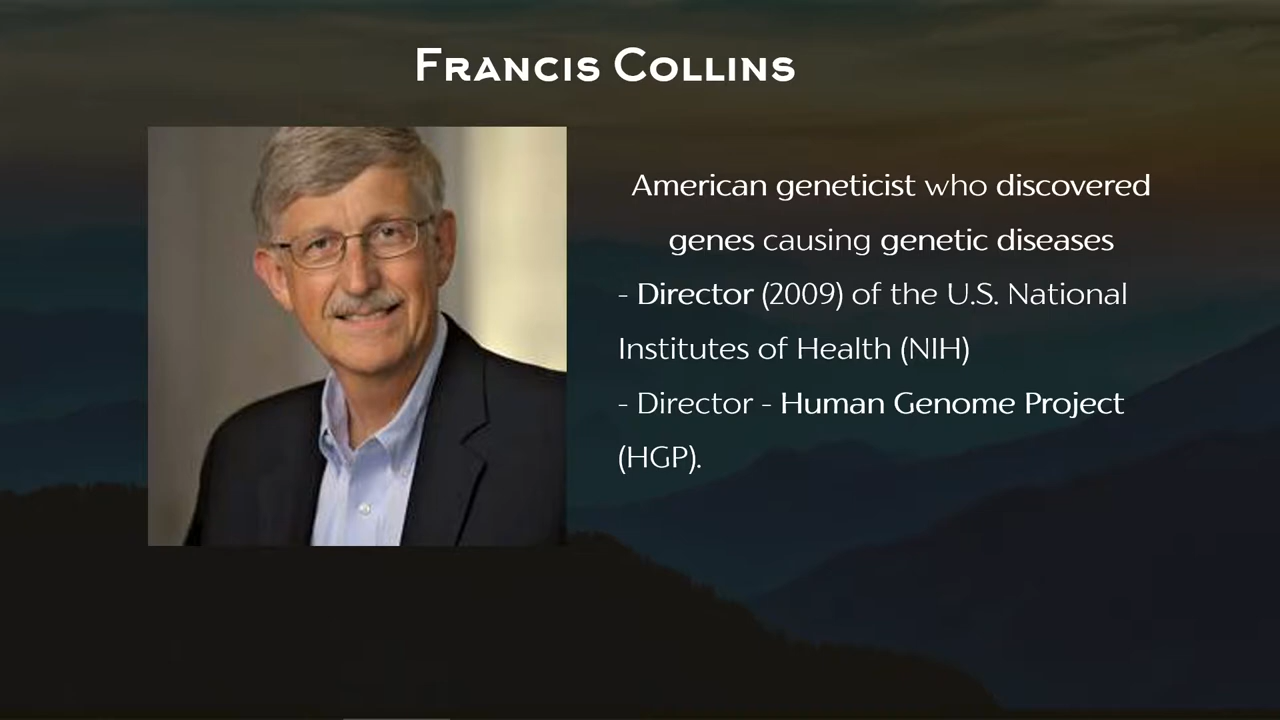 Francis Collins
American geneticist who discovered
genes causing genetic diseases
- Director (2009) of the U.S. National
Institutes of Health (NIH)
- Director - Human Genome Project
(HGP).